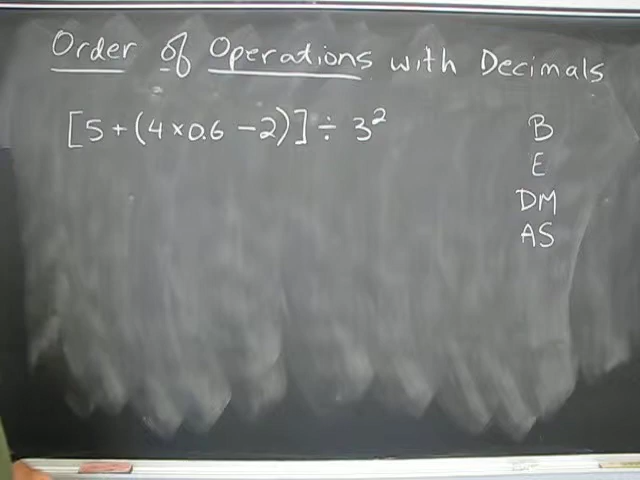 Order of Operations with Decimals
[5+(4×0.6-2)]÷3²
B
E
DM
AS